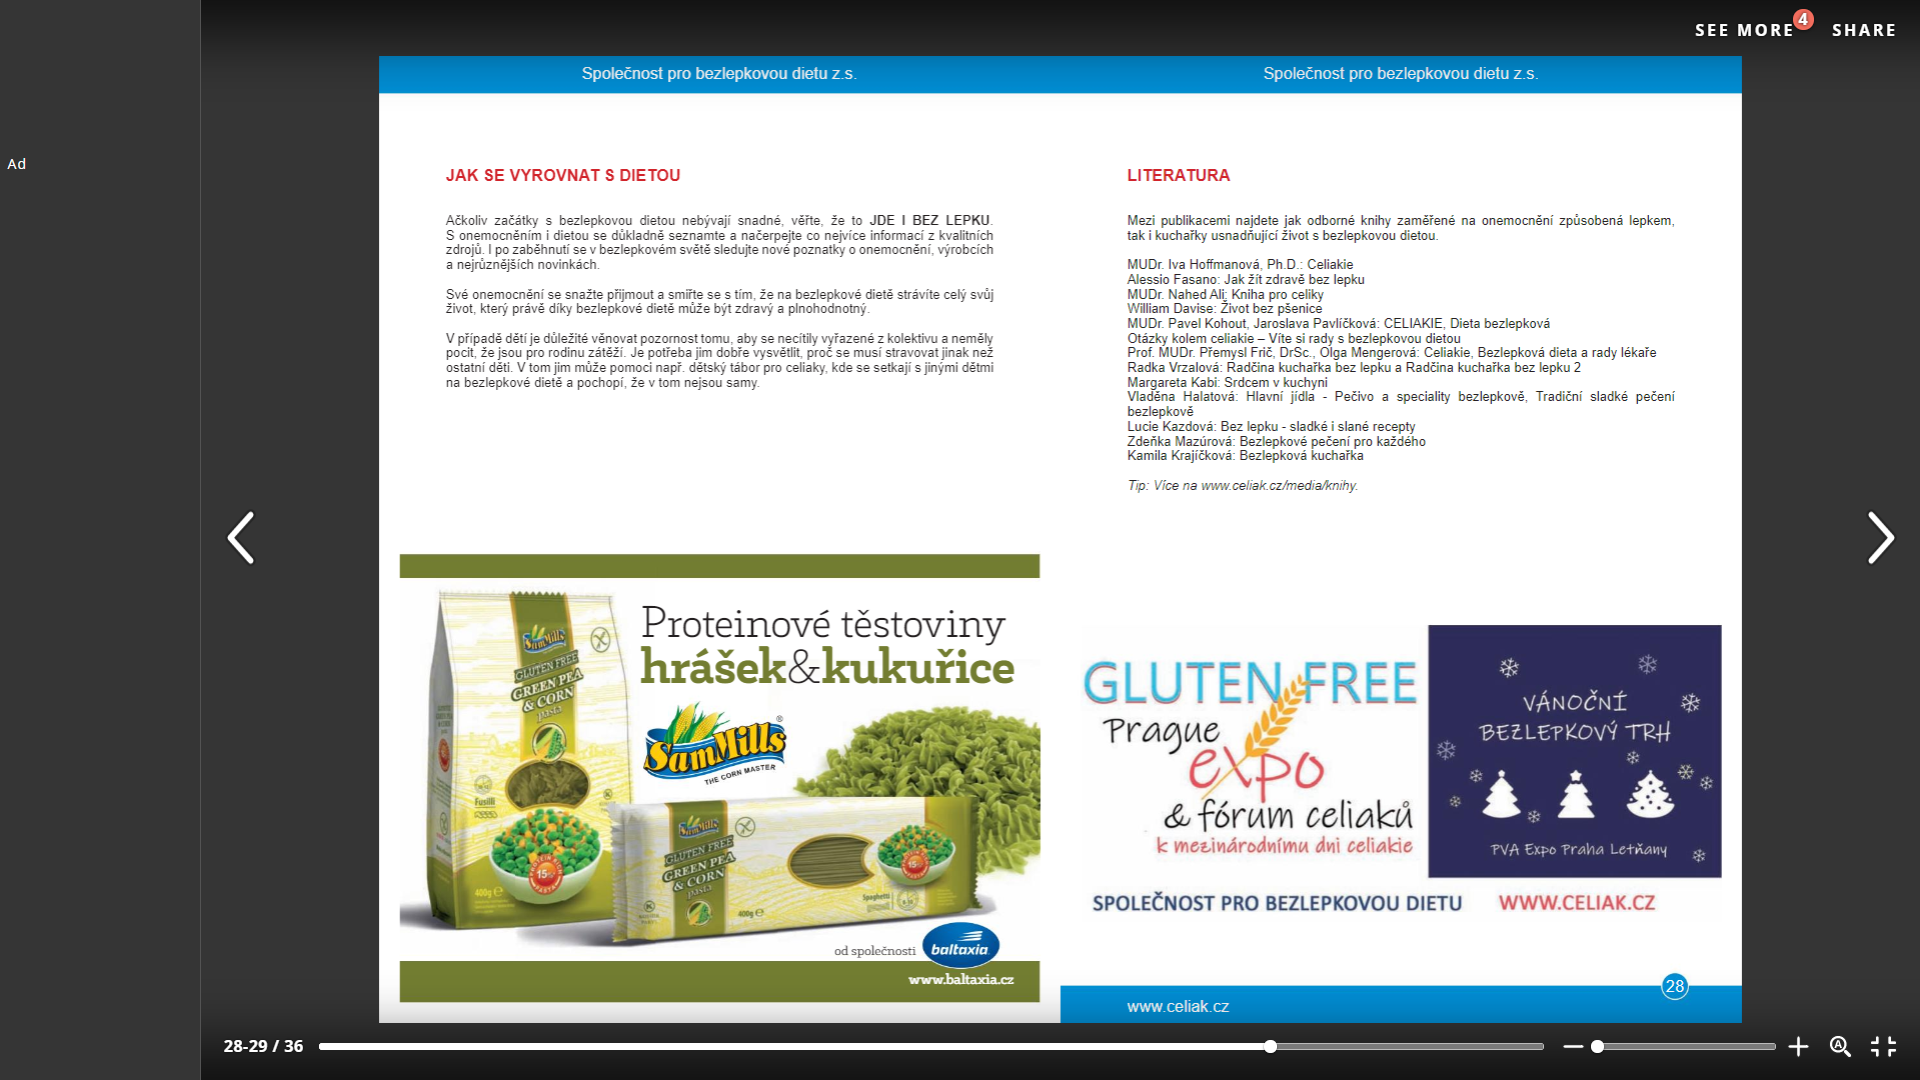 SEE MORE 4 SHARE
Ad
Společnost pro bezlepkovou dietu z.s.
JAK SE VYROVNAT S DIETOU
Ačkoliv začátky s bezlepkovou dietou nebývají snadné, věřte, že to JDE I BEZ LEPKU.
S onemocněním i dietou se důkladně seznamte a načerpejte co nejvíce informací z kvalitních
zdrojů. I po zaběhnutí se v bezlepkovém světě sledujte nové poznatky o onemocnění, výrobcích
a nejrůznějších novinkách.
Své onemocnění se snažte přijmout a smiřte se s tím, že na bezlepkové dietě strávíte celý svůj
život, který právě díky bezlepkové dietě může být zdravý a plnohodnotný.
V případě dětí je důležité věnovat pozornost tomu, aby se necítily vyřazené z kolektivu a neměly
pocit, že jsou pro rodinu zátěží. Je potřeba jim dobře vysvětlit, proč se musí stravovat jinak než
ostatní děti. V tom jim může pomoci např. dětský tábor pro celiaky, kde se setkají s jinými dětmi
na bezlepkové dietě a pochopí, že v tom nejsou samy.
Proteinové těstoviny
hrášek&kukuřice
SamMills
GLUTEN FREE
GREEN PEA
& CORN
pasta
Fusilli
15%
400g e
SamMills ®
THE CORN MASTER
SamMills
GLUTEN FREE
GREEN PEA
& CORN
pasta
400g e
Spaghetti
15%
od společnosti baltaxia
www.baltaxia.cz
Společnost pro bezlepkovou dietu z.s.
LITERATURA
Mezi publikacemi najdete jak odborné knihy zaměřené na onemocnění způsobená lepkem,
tak i kuchařky usnadňující život s bezlepkovou dietou.
MUDr. Iva Hoffmanová, Ph.D.: Celiakie
Alessio Fasano: Jak žít zdravě bez lepku
MUDr. Nahed Ali: Kniha pro celiky
William Davise: Život bez pšenice
MUDr. Pavel Kohout, Jaroslava Pavlíčková: CELIAKIE, Dieta bezlepková
Otázky kolem celiakie – Víte si rady s bezlepkovou dietou
Prof. MUDr. Přemysl Frič, DrSc., Olga Mengerová: Celiakie, Bezlepková dieta a rady lékaře
Radka Vrzalová: Radčina kuchařka bez lepku a Radčina kuchařka bez lepku 2
Margareta Kabi: Srdcem v kuchyni
Vladěna Halatová: Hlavní jídla - Pečivo a speciality bezlepkově, Tradiční sladké pečení
bezlepkově
Lucie Kazdová: Bez lepku - sladké i slané recepty
Zdeňka Mazúrová: Bezlepkové pečení pro každého
Kamila Krajíčková: Bezlepková kuchařka
Tip: Více na www.celiak.cz/media/knihy.
GLUTEN FREE
Prague
expo
& fórum celiaků
k mezinárodnímu dni celiakie
VÁNOČNÍ
BEZLEPKOVÝ TRH
PVA Expo Praha Letňany
SPOLEČNOST PRO BEZLEPKOVOU DIETU WWW.CELIAK.CZ
28
www.celiak.cz
28-29 / 36